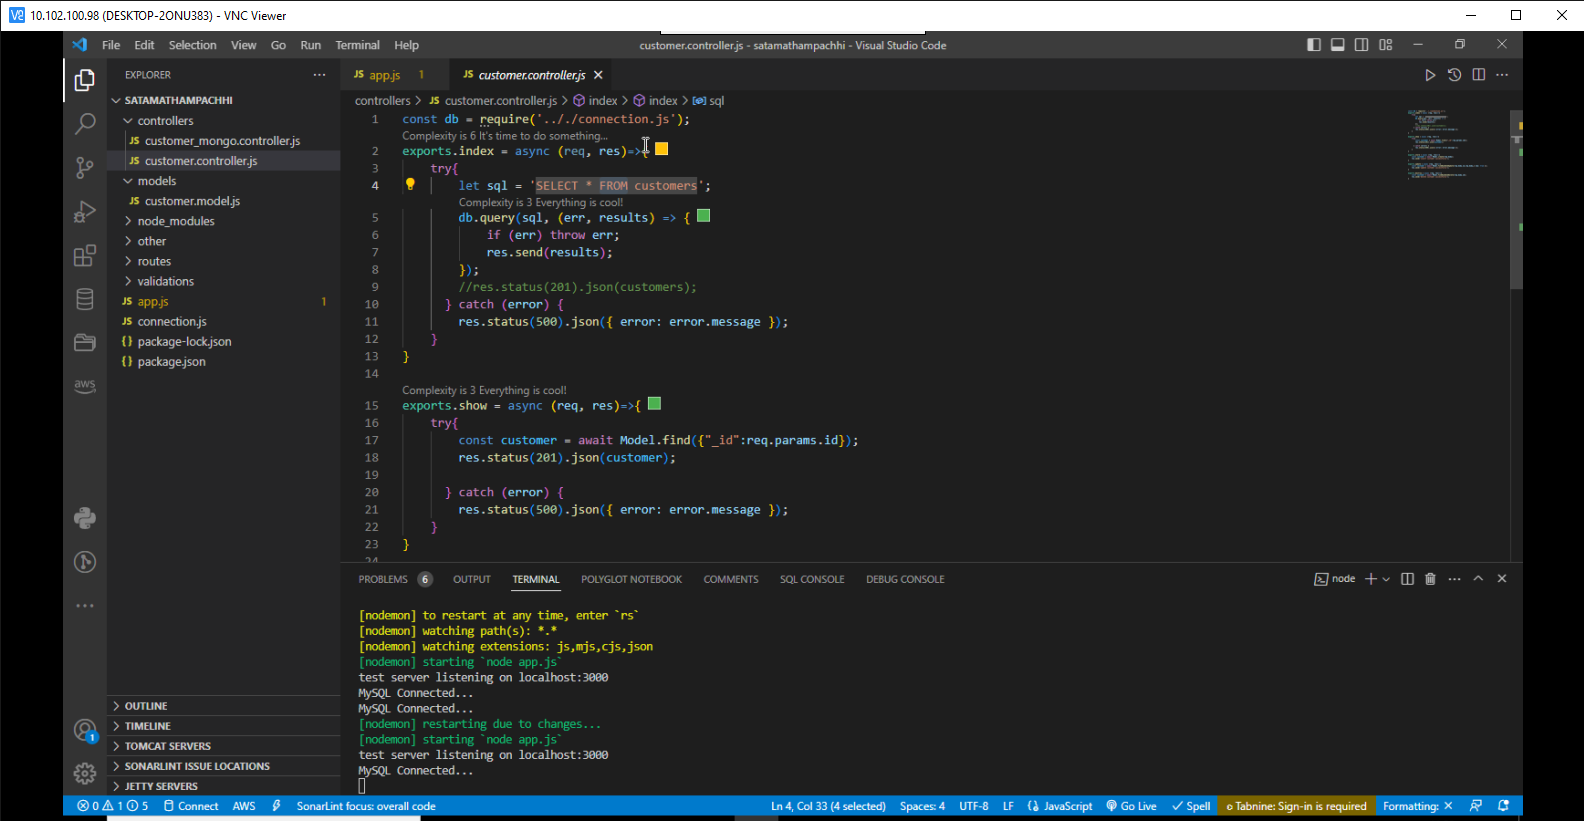 10.102.100.98 (DESKTOP-2ONU383) - VNC Viewer
File Edit Selection View Go Run Terminal Help
customer.controller.js - satamathampachhi - Visual Studio Code
EXPLORER
SATAMATHAMPACHHI
controllers
JS customer_mongo.controller.js
JS customer.controller.js
models
JS customer.model.js
node_modules
other
routes
validations
JS app.js 1
JS connection.js
{} package-lock.json
{} package.json
OUTLINE
TIMELINE
TOMCAT SERVERS
SONARLINT ISSUE LOCATIONS
JETTY SERVERS
aws
1
JS app.js 1
JS customer.controller.js
controllers > JS customer.controller.js > index > index > sql
1 const db = require('.././connection.js');
Complexity is 6 It's time to do something...
2 exports.index = async (req, res)=>{
3 try{
4 let sql = 'SELECT * FROM customers';
Complexity is 3 Everything is cool!
5 db.query(sql, (err, results) => {
6 if (err) throw err;
7 res.send(results);
8 });
9 //res.status(201).json(customers);
10 } catch (error) {
11 res.status(500).json({ error: error.message });
12 }
13 }
14
Complexity is 3 Everything is cool!
15 exports.show = async (req, res)=>{
16 try{
17 const customer = await Model.find({"_id":req.params.id});
18 res.status(201).json(customer);
19
20 } catch (error) {
21 res.status(500).json({ error: error.message });
22 }
23 }
24
PROBLEMS 6 OUTPUT TERMINAL POLYGLOT NOTEBOOK COMMENTS SQL CONSOLE DEBUG CONSOLE
node
[nodemon] to restart at any time, enter `rs`
[nodemon] watching path(s): *.*
[nodemon] watching extensions: js,mjs,cjs,json
[nodemon] starting `node app.js`
test server listening on localhost:3000
MySQL Connected...
MySQL Connected...
[nodemon] restarting due to changes...
[nodemon] starting `node app.js`
test server listening on localhost:3000
MySQL Connected...
0 1 5 Connect AWS SonarLint focus: overall code
Ln 4, Col 33 (4 selected) Spaces: 4 UTF-8 LF JavaScript Go Live Spell Tabnine: Sign-in is required Formatting: ×